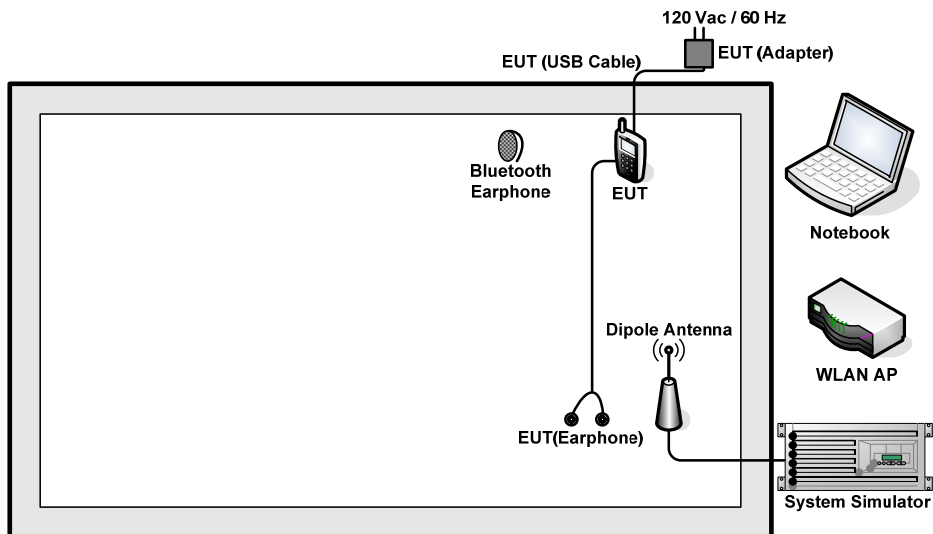 120 Vac / 60 Hz
EUT (USB Cable)
EUT (Adapter)
Bluetooth
Earphone
EUT
Notebook
Dipole Antenna
WLAN AP
EUT(Earphone)
System Simulator